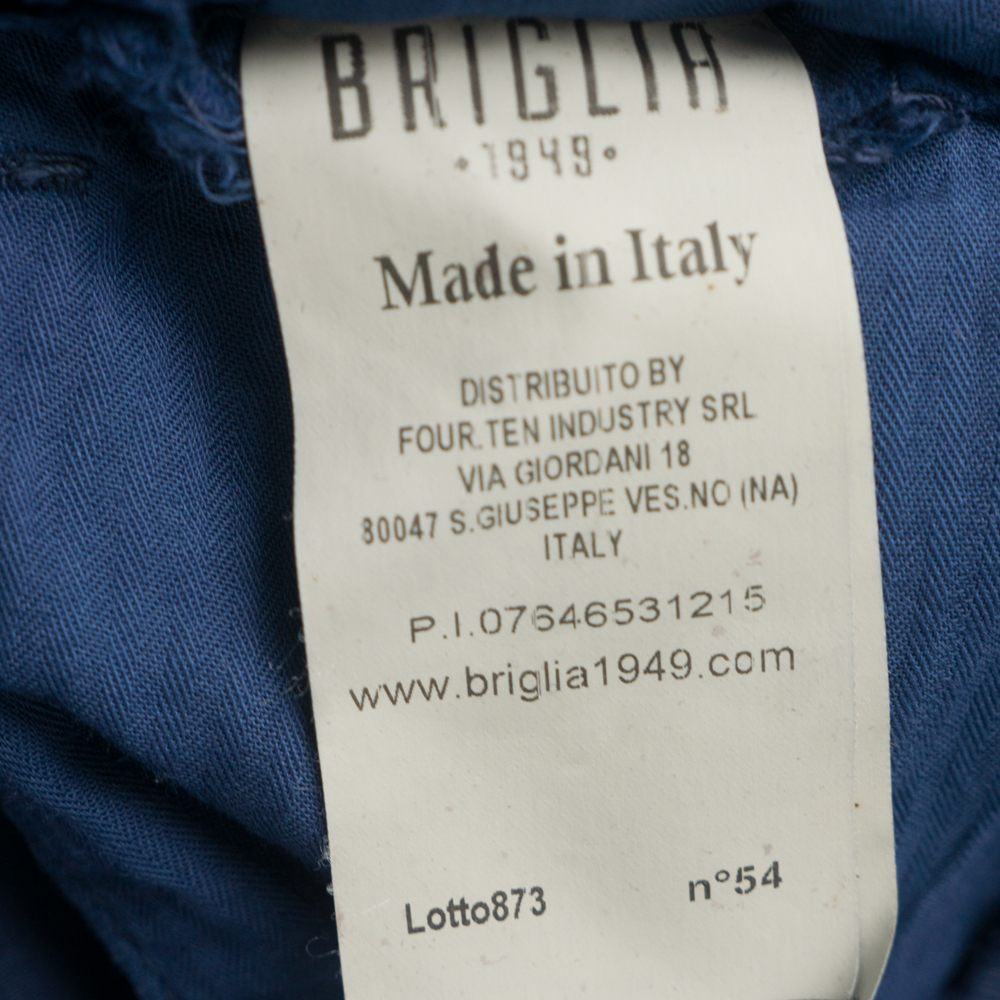 BRIGLIA
•1949•
Made in Italy
DISTRIBUITO BY
FOUR.TEN INDUSTRY SRL
VIA GIORDANI 18
80047 S.GIUSEPPE VES.NO (NA)
ITALY
P.I.07646531215
www.briglia1949.com
Lotto873 n°54